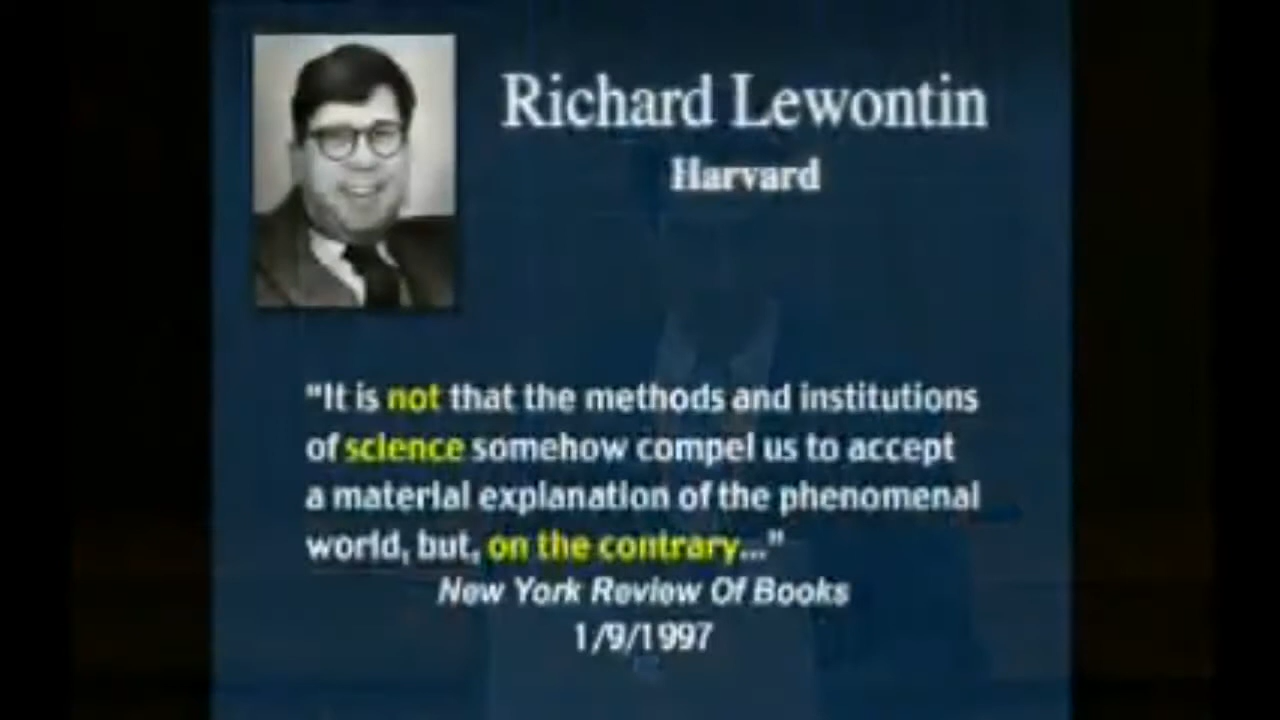 Richard Lewontin
Harvard
"It is not that the methods and institutions
of science somehow compel us to accept
a material explanation of the phenomenal
world, but, on the contrary..."
New York Review Of Books
1/9/1997